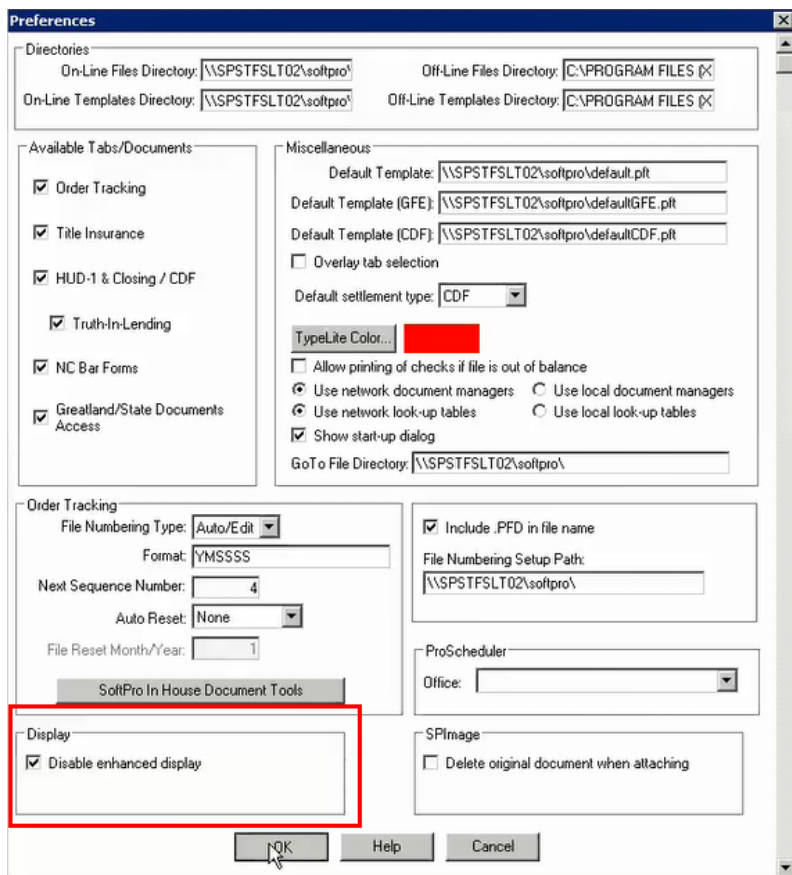 Preferences
Directories
On-Line Files Directory: \\SPSTFSLT02\softpro\
Off-Line Files Directory: C:\PROGRAM FILES (X
On-Line Templates Directory: \\SPSTFSLT02\softpro\
Off-Line Templates Directory: C:\PROGRAM FILES (X
Available Tabs/Documents
Order Tracking
Title Insurance
HUD-1 & Closing / CDF
Truth-In-Lending
NC Bar Forms
Greatland/State Documents
Access
Miscellaneous
Default Template: \\SPSTFSLT02\softpro\default.pft
Default Template (GFE): \\SPSTFSLT02\softpro\defaultGFE.pft
Default Template (CDF): \\SPSTFSLT02\softpro\defaultCDF.pft
Overlay tab selection
Default settlement type: CDF
TypeLite Color...
Allow printing of checks if file is out of balance
Use network document managers
Use local document managers
Use network look-up tables
Use local look-up tables
Show start-up dialog
GoTo File Directory: \\SPSTFSLT02\softpro\
Order Tracking
File Numbering Type: Auto/Edit
Format: YMSSSS
Next Sequence Number: 4
Auto Reset: None
File Reset Month/Year: 1
SoftPro In House Document Tools
Include .PFD in file name
File Numbering Setup Path:
\\SPSTFSLT02\softpro\
ProScheduler
Office:
Display
Disable enhanced display
SPImage
Delete original document when attaching
OK
Help
Cancel